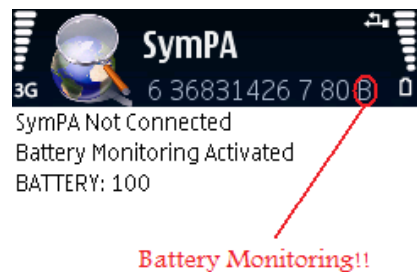 SymPA
3G 6 36831426 7 80 B
SymPA Not Connected
Battery Monitoring Activated
BATTERY: 100
Battery Monitoring!!